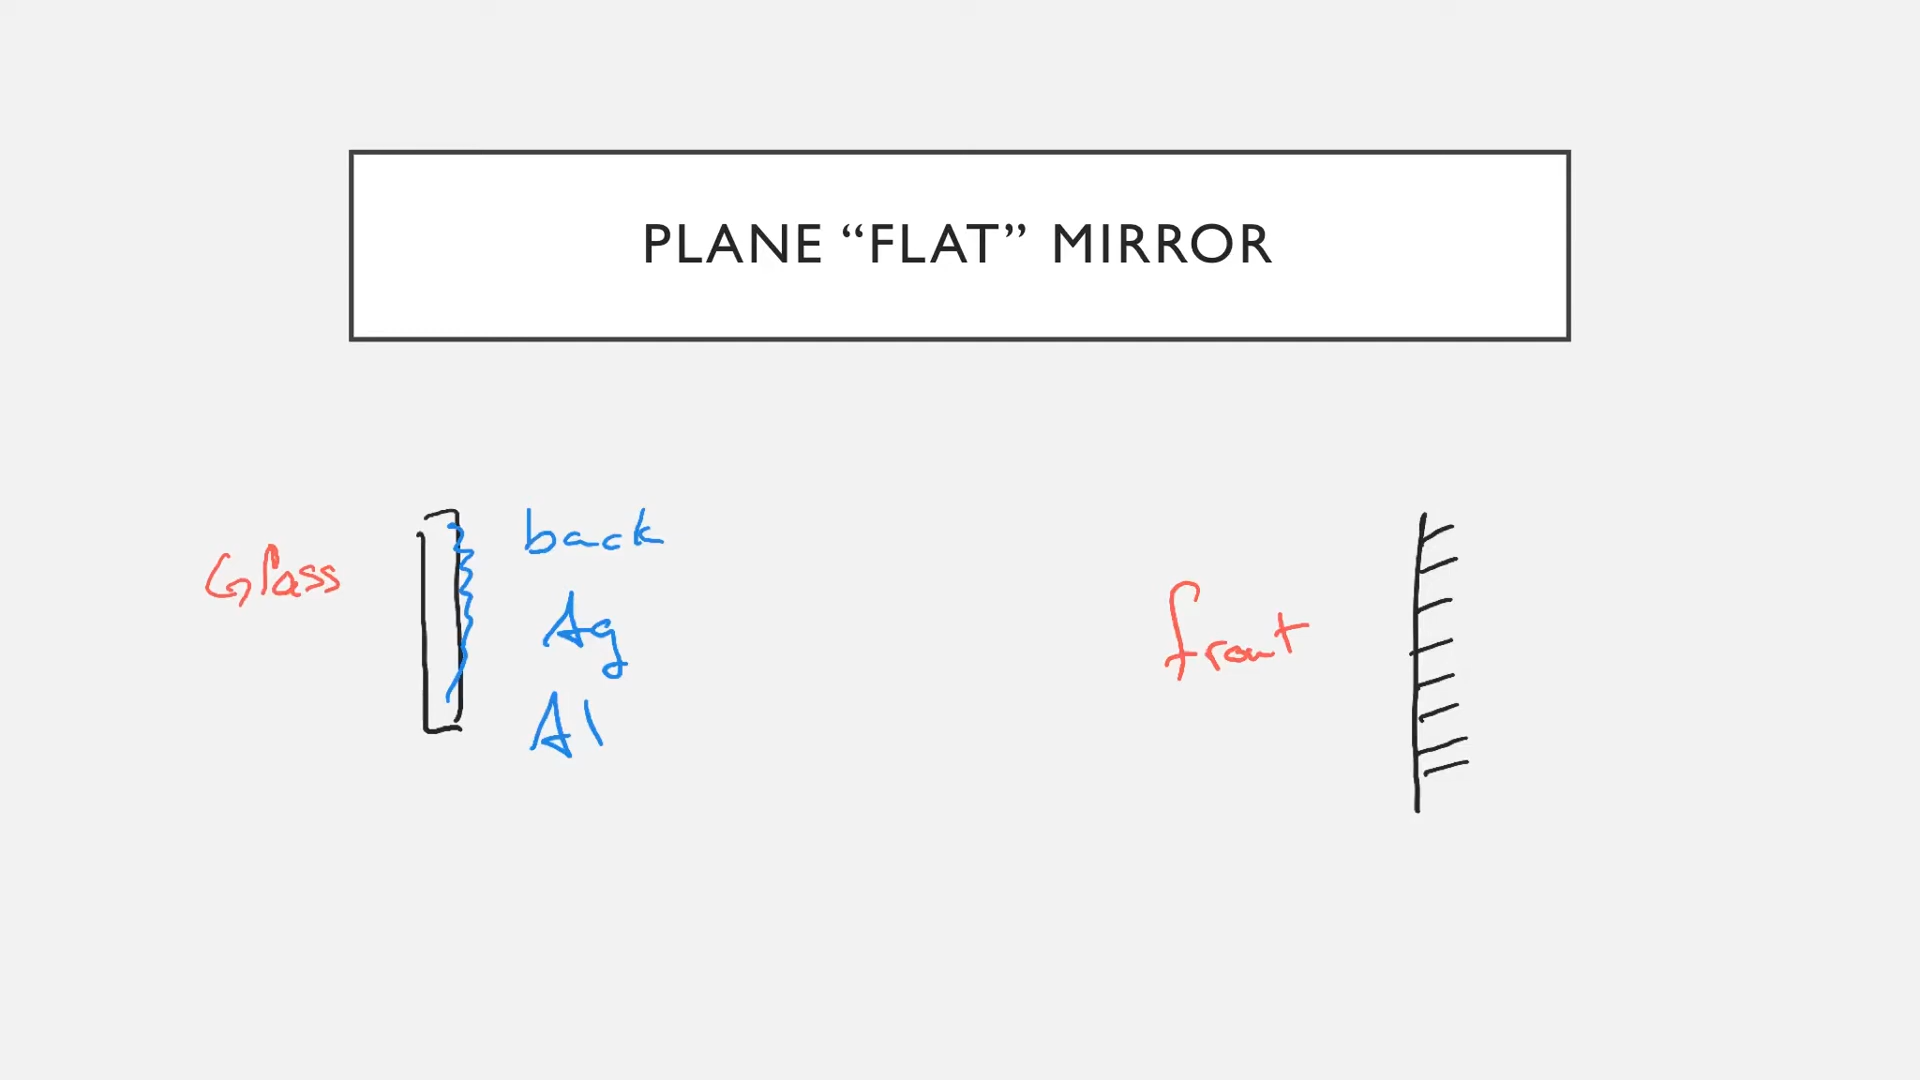 PLANE “FLAT” MIRROR
Glass
back
Ag
Al
front